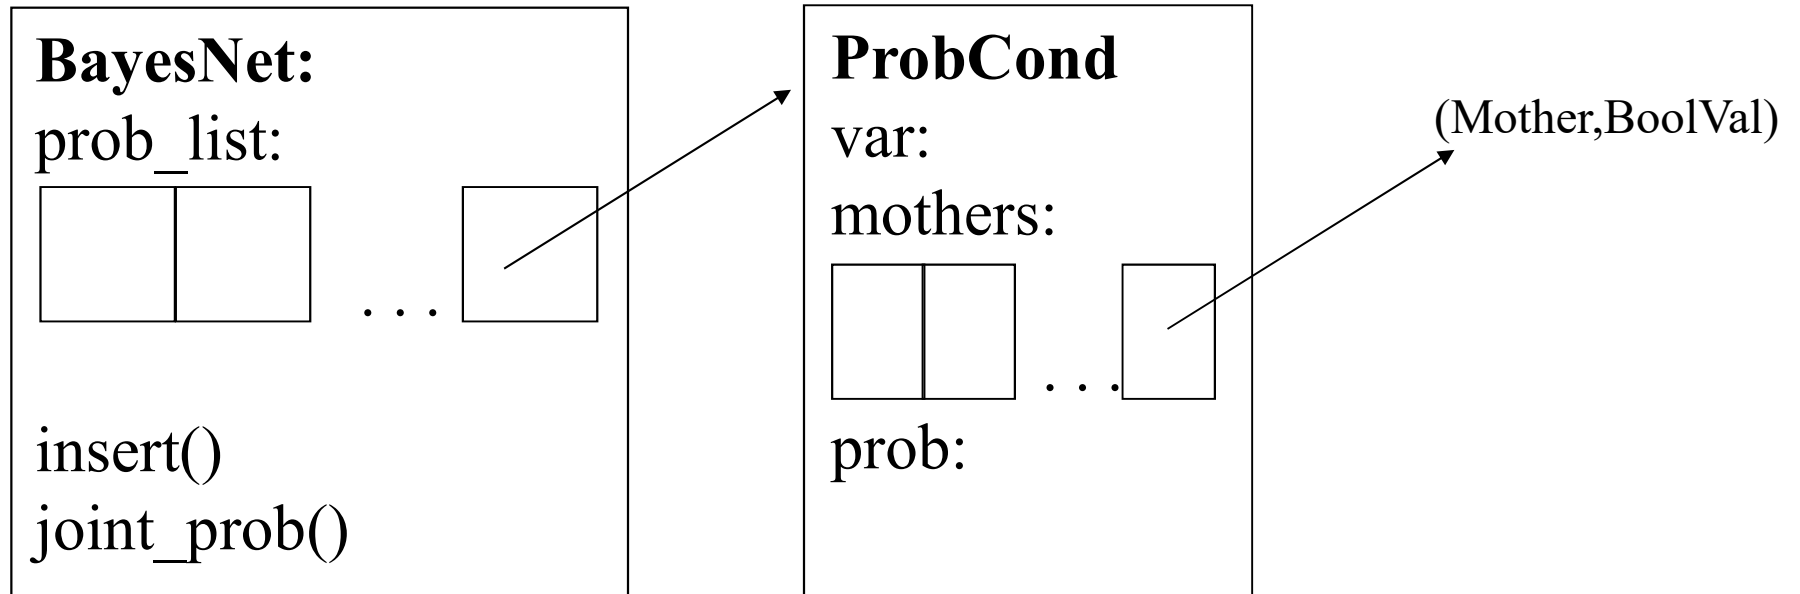 BayesNet:
prob_list:
. . .
insert()
joint_prob()
ProbCond
var:
mothers:
. . .
prob:
(Mother,BoolVal)